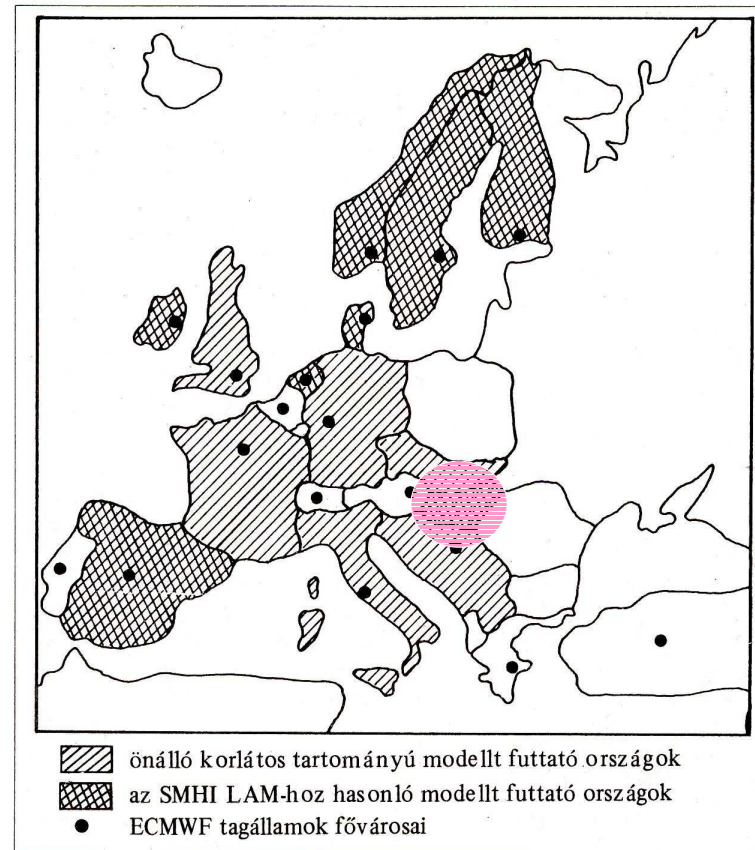 önálló korlátos tartományú modellt futtató országok
az SMHI LAM-hoz hasonló modellt futtató országok
ECMWF tagállamok fővárosai